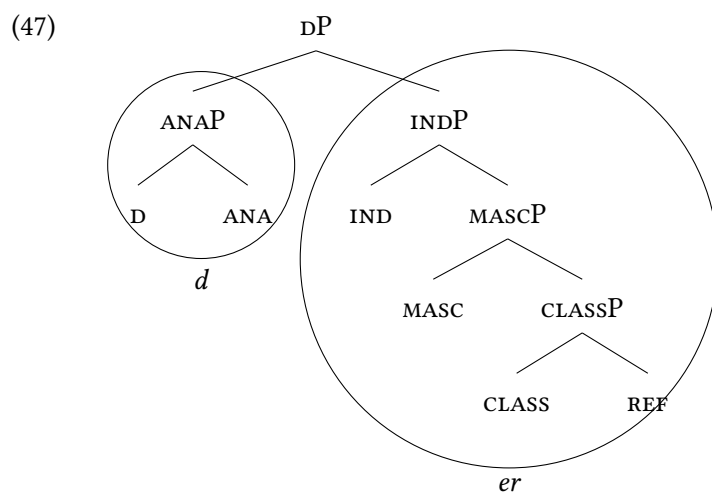 (47)
DP
ANAP INDP
D ANA IND MASCP
d
MASC CLASSP
CLASS REF
er